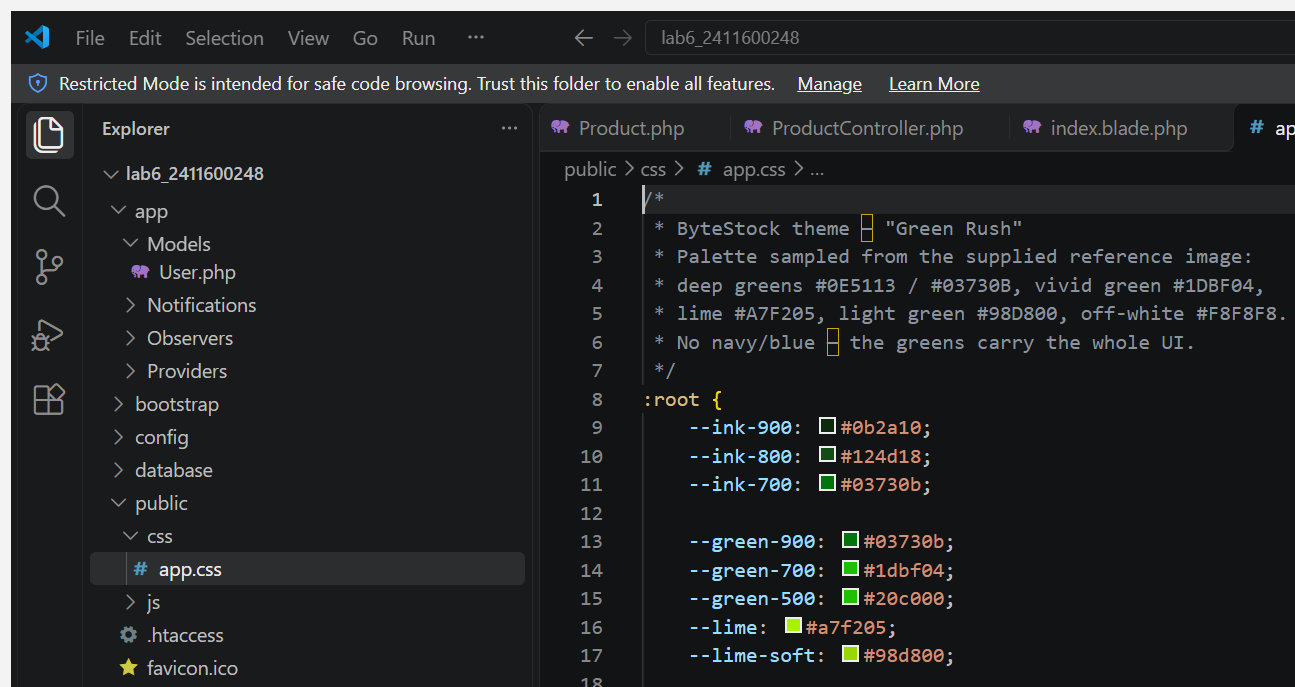 File Edit Selection View Go Run ··· ← → lab6_2411600248
Restricted Mode is intended for safe code browsing. Trust this folder to enable all features. Manage Learn More
Explorer ···
lab6_2411600248
app
Models
User.php
Notifications
Observers
Providers
bootstrap
config
database
public
css
# app.css
js
.htaccess
favicon.ico
Product.php ProductController.php index.blade.php # ap
public > css > # app.css > ...
1 /*
2 * ByteStock theme — "Green Rush"
3 * Palette sampled from the supplied reference image:
4 * deep greens #0E5113 / #03730B, vivid green #1DBF04,
5 * lime #A7F205, light green #98D800, off-white #F8F8F8.
6 * No navy/blue — the greens carry the whole UI.
7 */
8 :root {
9 --ink-900: #0b2a10;
10 --ink-800: #124d18;
11 --ink-700: #03730b;
12
13 --green-900: #03730b;
14 --green-700: #1dbf04;
15 --green-500: #20c000;
16 --lime: #a7f205;
17 --lime-soft: #98d800;
18